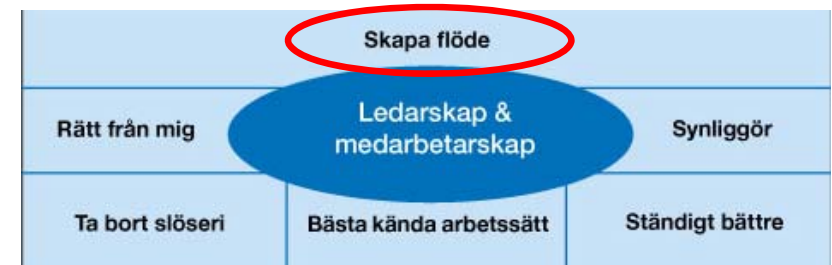 Skapa flöde
Rätt från mig
Ledarskap &
medarbetarskap
Synliggör
Ta bort slöseri
Bästa kända arbetssätt
Ständigt bättre